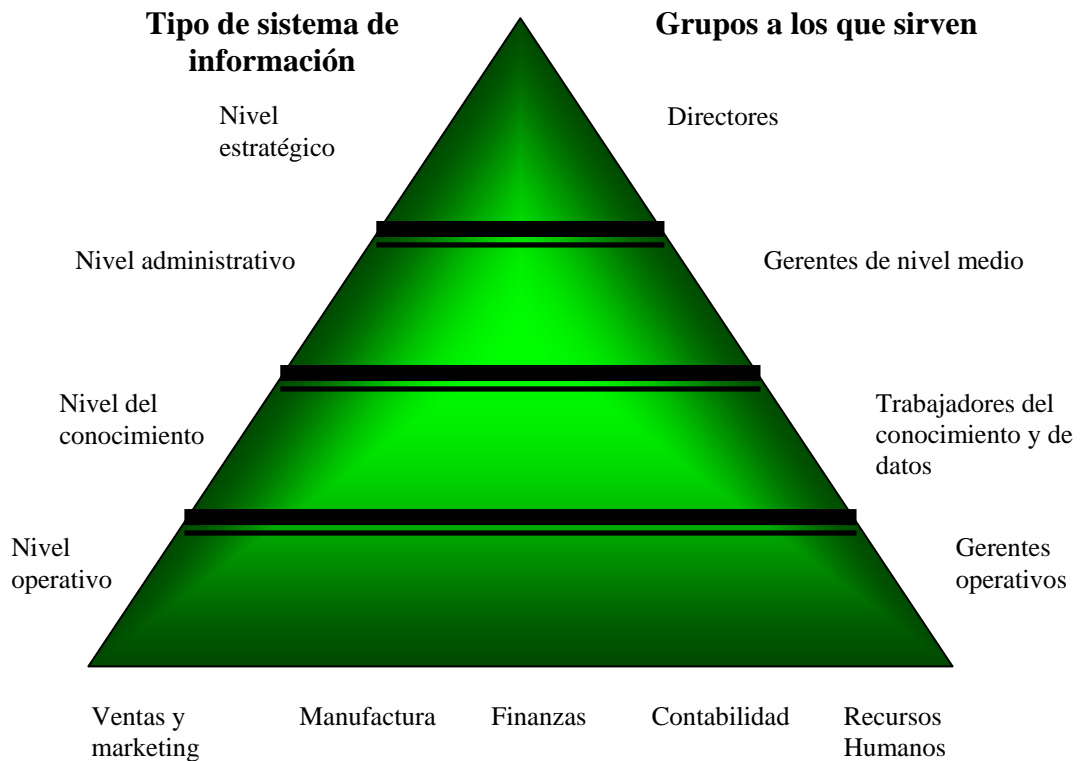 Tipo de sistema de
información
Grupos a los que sirven
Nivel
estratégico
Directores
Nivel administrativo
Gerentes de nivel medio
Nivel del
conocimiento
Trabajadores del
conocimiento y de
datos
Nivel
operativo
Gerentes
operativos
Ventas y
marketing
Manufactura
Finanzas
Contabilidad
Recursos
Humanos